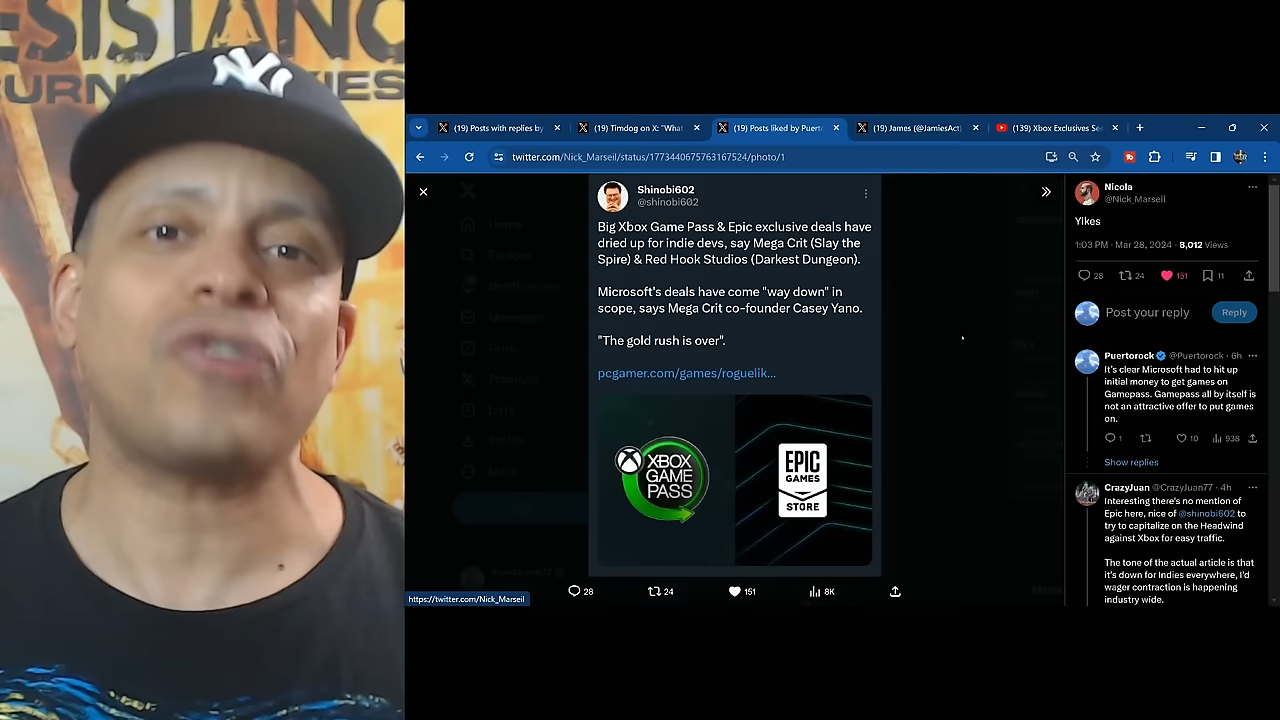 ESISTANC
BURN
IES
NY
(19) Posts with replies by
(19) Timdog on X: "What
(19) Posts liked by Puert
(19) James (@JamiesAct)
(139) Xbox Exclusives Se
twitter.com/Nick_Marseil/status/1773440675763167524/photo/1
Shinobi602
@shinobi602
Big Xbox Game Pass & Epic exclusive deals have
dried up for indie devs, say Mega Crit (Slay the
Spire) & Red Hook Studios (Darkest Dungeon).
Microsoft's deals have come "way down" in
scope, says Mega Crit co-founder Casey Yano.
"The gold rush is over".
pcgamer.com/games/roguelik...
XBOX
GAME
PASS
EPIC
GAMES
STORE
28
24
151
8K
https://twitter.com/Nick_Marseil
Home
Explore
Lists
Profile
More
Nicola
@Nick_Marseil
Yikes
1:03 PM · Mar 28, 2024 · 8,012 Views
28
24
151
11
Post your reply
Reply
Puertorock @Puertorock · 6h
It's clear Microsoft had to hit up
initial money to get games on
Gamepass. Gamepass all by itself is
not an attractive offer to put games
on.
1
10
938
Show replies
CrazyJuan @CrazyJuan77 · 4h
Interesting there's no mention of
Epic here, nice of @shinobi602 to
try to capitalize on the Headwind
against Xbox for easy traffic.
The tone of the actual article is that
it's down for Indies everywhere, I'd
wager contraction is happening
industry wide.